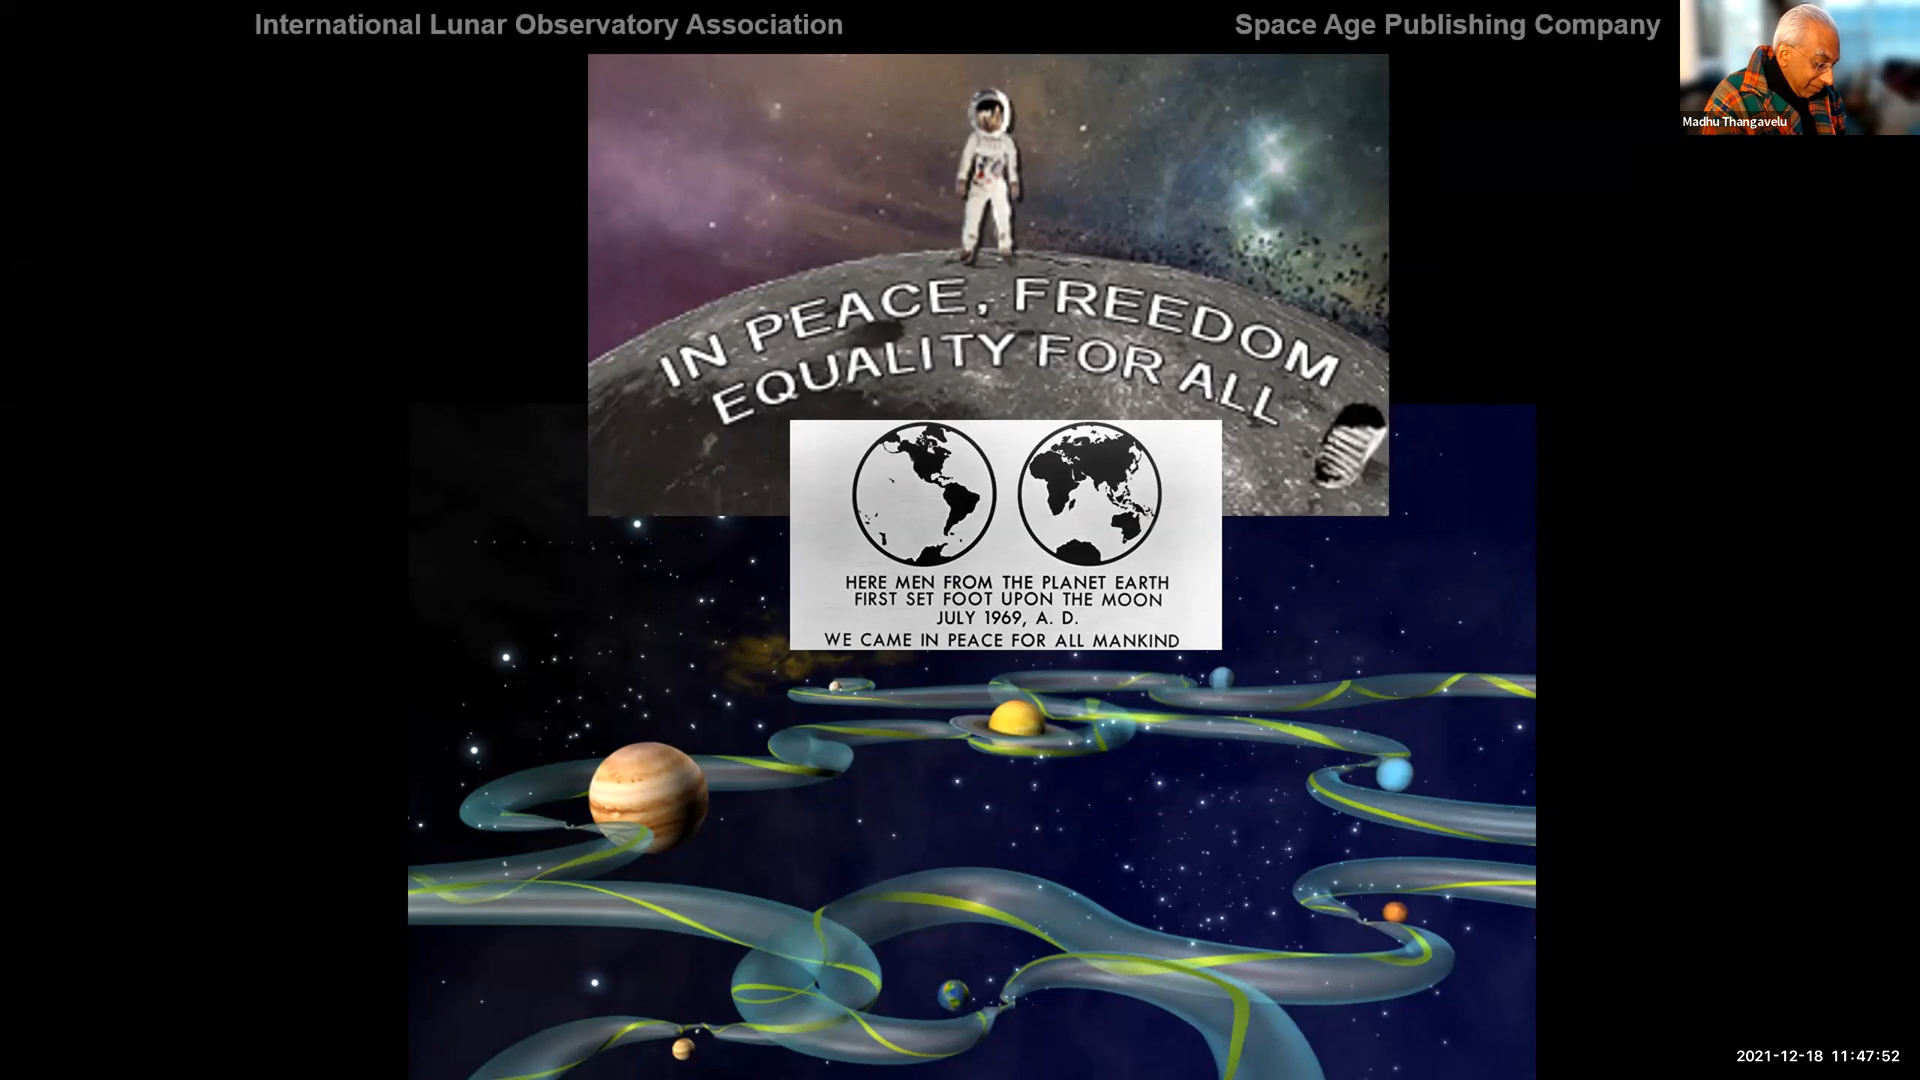 International Lunar Observatory Association
Space Age Publishing Company
Madhu Thangavelu
IN PEACE, FREEDOM
EQUALITY FOR ALL
HERE MEN FROM THE PLANET EARTH
FIRST SET FOOT UPON THE MOON
JULY 1969, A. D.
WE CAME IN PEACE FOR ALL MANKIND
2021-12-18 11:47:52